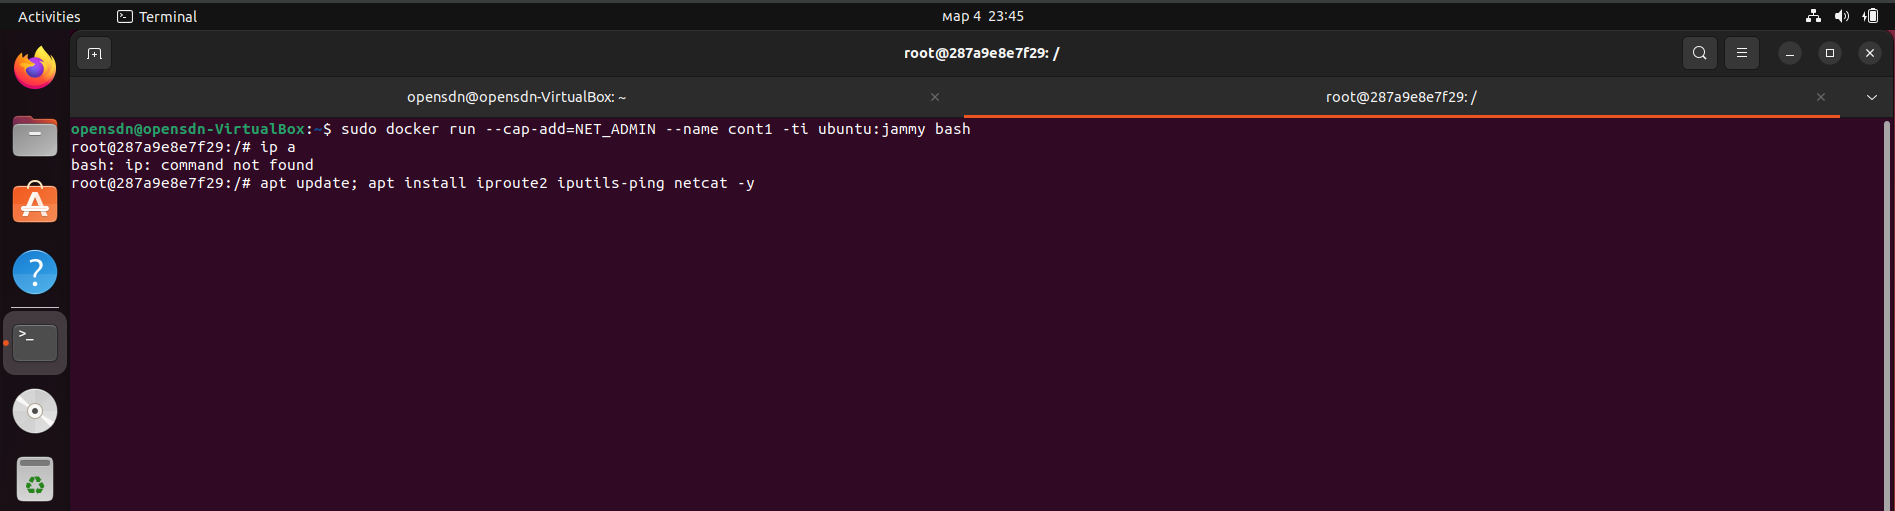 Activities
Terminal
мар 4 23:45
root@287a9e8e7f29: /
opensdn@opensdn-VirtualBox: ~
root@287a9e8e7f29: /
opensdn@opensdn-VirtualBox:~$ sudo docker run --cap-add=NET_ADMIN --name cont1 -ti ubuntu:jammy bash
root@287a9e8e7f29:/# ip a
bash: ip: command not found
root@287a9e8e7f29:/# apt update; apt install iproute2 iputils-ping netcat -y